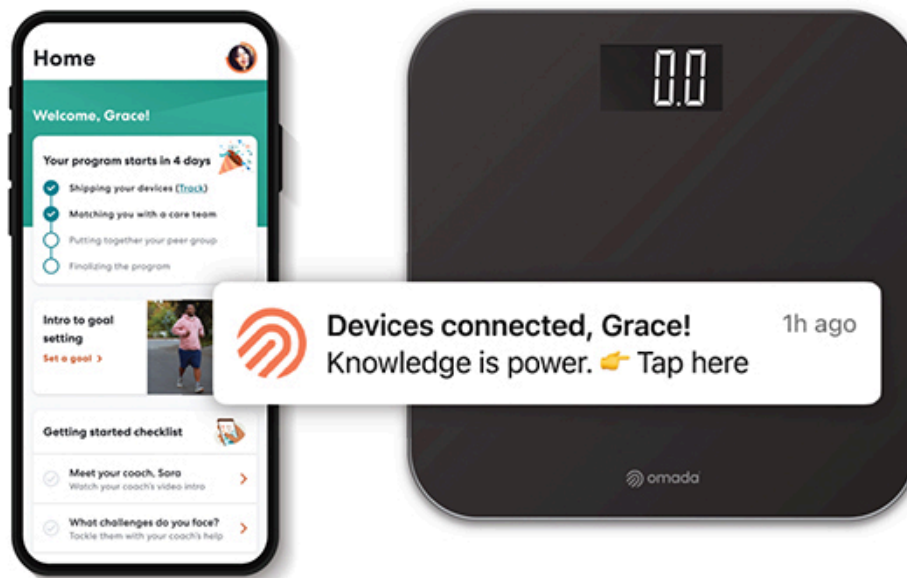 Home
Welcome, Grace!
Your program starts in 4 days
Shipping your devices (Track)
Matching you with a care team
Putting together your peer group
Finalizing the program
Intro to goal
setting
Set a goal >
Getting started checklist
Meet your coach, Sara
Watch your coach's video intro
What challenges do you face?
Tackle them with your coach's help
0.0
Devices connected, Grace!
1h ago
Knowledge is power. 👉 Tap here
omada